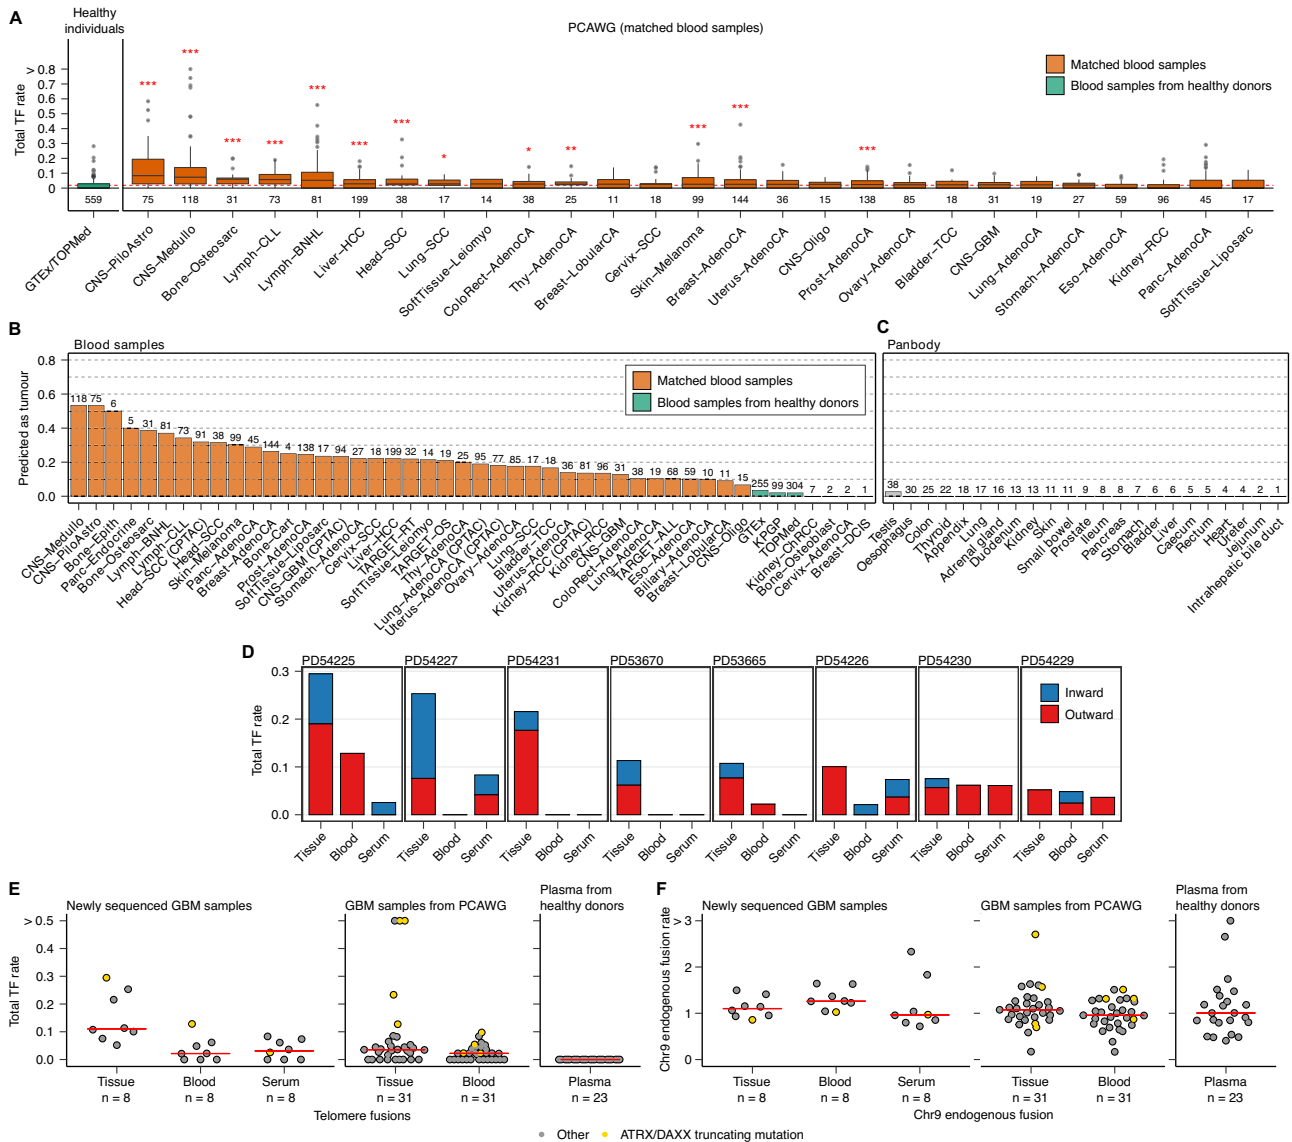 A
Healthy
individuals
PCAWG (matched blood samples)
Total TF rate
> 0.8
0.7
0.6
0.5
0.4
0.3
0.2
0.1
0
Matched blood samples
Blood samples from healthy donors
*** *** *** *** *** *** *** * * ** *** *** ***
559 75 118 31 73 81 199 38 17 14 38 25 11 18 99 144 36 15 138 85 18 31 19 27 59 96 45 17
GTEx/TOPMed
CNS-PiloAstro
CNS-Medullo
Bone-Osteosarc
Lymph-CLL
Lymph-BNHL
Liver-HCC
Head-SCC
Lung-SCC
SoftTissue-Leiomyo
ColoRect-AdenoCA
Thy-AdenoCA
Breast-LobularCA
Cervix-SCC
Skin-Melanoma
Breast-AdenoCA
Uterus-AdenoCA
CNS-Oligo
Prost-AdenoCA
Ovary-AdenoCA
Bladder-TCC
CNS-GBM
Lung-AdenoCA
Stomach-AdenoCA
Eso-AdenoCA
Kidney-RCC
Panc-AdenoCA
SoftTissue-Liposarc
B
Blood samples
Predicted as tumour
0.8
0.6
0.4
0.2
0.0
Matched blood samples
Blood samples from healthy donors
118 75 6 5 31 81 73 91 38 99 45 144 4 138 17 94 27 18 199 32 14 19 25 95 77 85 17 18 36 81 96 31 38 19 68 59 10 11 15 255 99 304 7 2 2 1
CNS-Medullo
CNS-PiloAstro
Bone-Epith
Panc-Endocrine
Bone-Osteosarc
Lymph-BNHL
Lymph-CLL
Head-SCC (CPTAC)
Head-SCC
Skin-Melanoma
Panc-AdenoCA
Breast-AdenoCA
Bone-Cart
Prost-AdenoCA
SoftTissue-Liposarc
CNS-GBM (CPTAC)
Stomach-AdenoCA
Cervix-SCC
Liver-HCC
TARGET-RT
SoftTissue-Leiomyo
TARGET-OS
Thy-AdenoCA
Lung-AdenoCA (CPTAC)
Uterus-AdenoCA (CPTAC)
Ovary-AdenoCA
Lung-SCC
Bladder-TCC
Uterus-AdenoCA
Kidney-RCC (CPTAC)
Kidney-RCC
CNS-GBM
ColoRect-AdenoCA
Lung-AdenoCA
TARGET-ALL
Eso-AdenoCA
Biliary-AdenoCA
Breast-LobularCA
CNS-Oligo
GTEx
KPGP
TOPMed
Kidney-ChRCC
Bone-Osteoblast
Cervix-AdenoCA
Breast-DCIS
C
Panbody
38 30 25 22 18 17 16 13 13 11 11 9 8 8 7 6 6 5 5 4 4 2 1
Testis
Oesophagus
Colon
Thyroid
Appendix
Lung
Adrenal gland
Duodenum
Kidney
Skin
Small bowel
Prostate
Ileum
Pancreas
Stomach
Bladder
Liver
Caecum
Rectum
Heart
Ureter
Jejunum
Intrahepatic bile duct
D
PD54225 PD54227 PD54231 PD53670 PD53665 PD54226 PD54230 PD54229
Total TF rate
0.3
0.2
0.1
0.0
Inward
Outward
Tissue Blood Serum Tissue Blood Serum Tissue Blood Serum Tissue Blood Serum Tissue Blood Serum Tissue Blood Serum Tissue Blood Serum Tissue Blood Serum
E
Newly sequenced GBM samples
GBM samples from PCAWG
Plasma from
healthy donors
Total TF rate
> 0.5
0.4
0.3
0.2
0.1
0.0
Tissue Blood Serum Tissue Blood Plasma
n = 8 n = 8 n = 8 n = 31 n = 31 n = 23
Telomere fusions
F
Newly sequenced GBM samples
GBM samples from PCAWG
Plasma from
healthy donors
Chr9 endogenous fusion rate
> 3
2
1
0
Tissue Blood Serum Tissue Blood Plasma
n = 8 n = 8 n = 8 n = 31 n = 31 n = 23
Chr9 endogenous fusion
Other
ATRX/DAXX truncating mutation